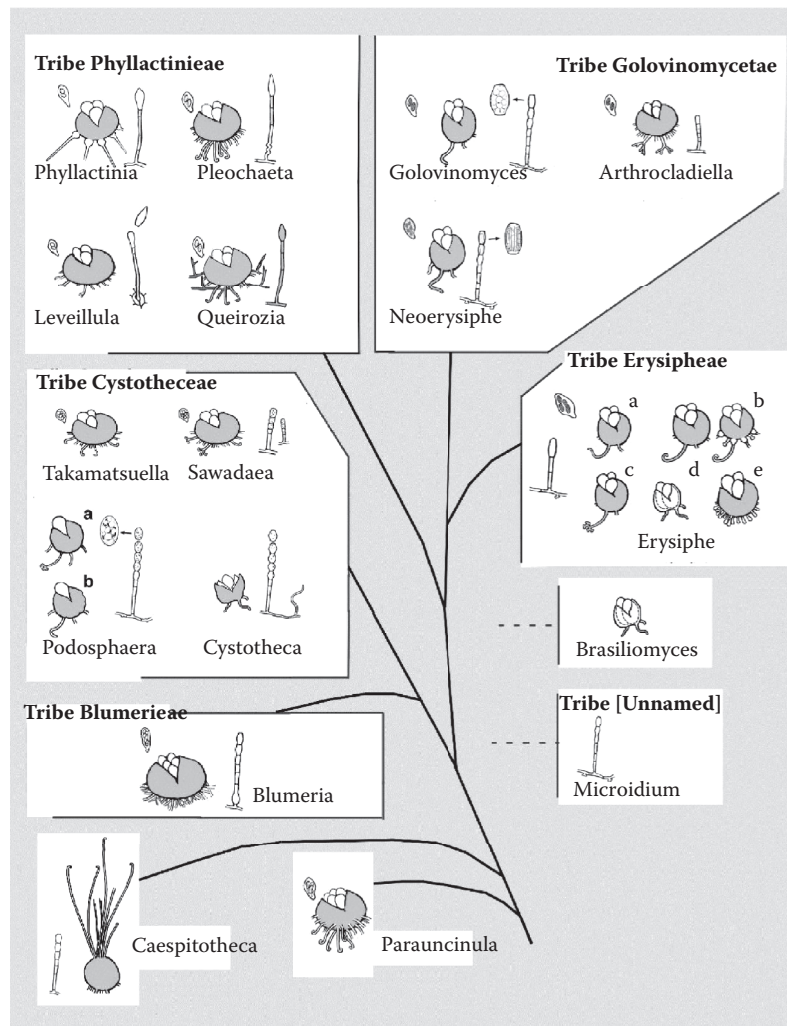 Tribe Phyllactinieae
Phyllactinia
Pleochaeta
Leveillula
Queirozia
Tribe Golovinomycetae
Golovinomyces
Arthrocladiella
Neoerysiphe
Tribe Cystotheceae
Takamatsuella
Sawadaea
a
b
Podosphaera
Cystotheca
Tribe Erysipheae
a
b
c
d
e
Erysiphe
Brasiliomyces
Tribe Blumerieae
Blumeria
Tribe [Unnamed]
Microidium
Caespitotheca
Parauncinula